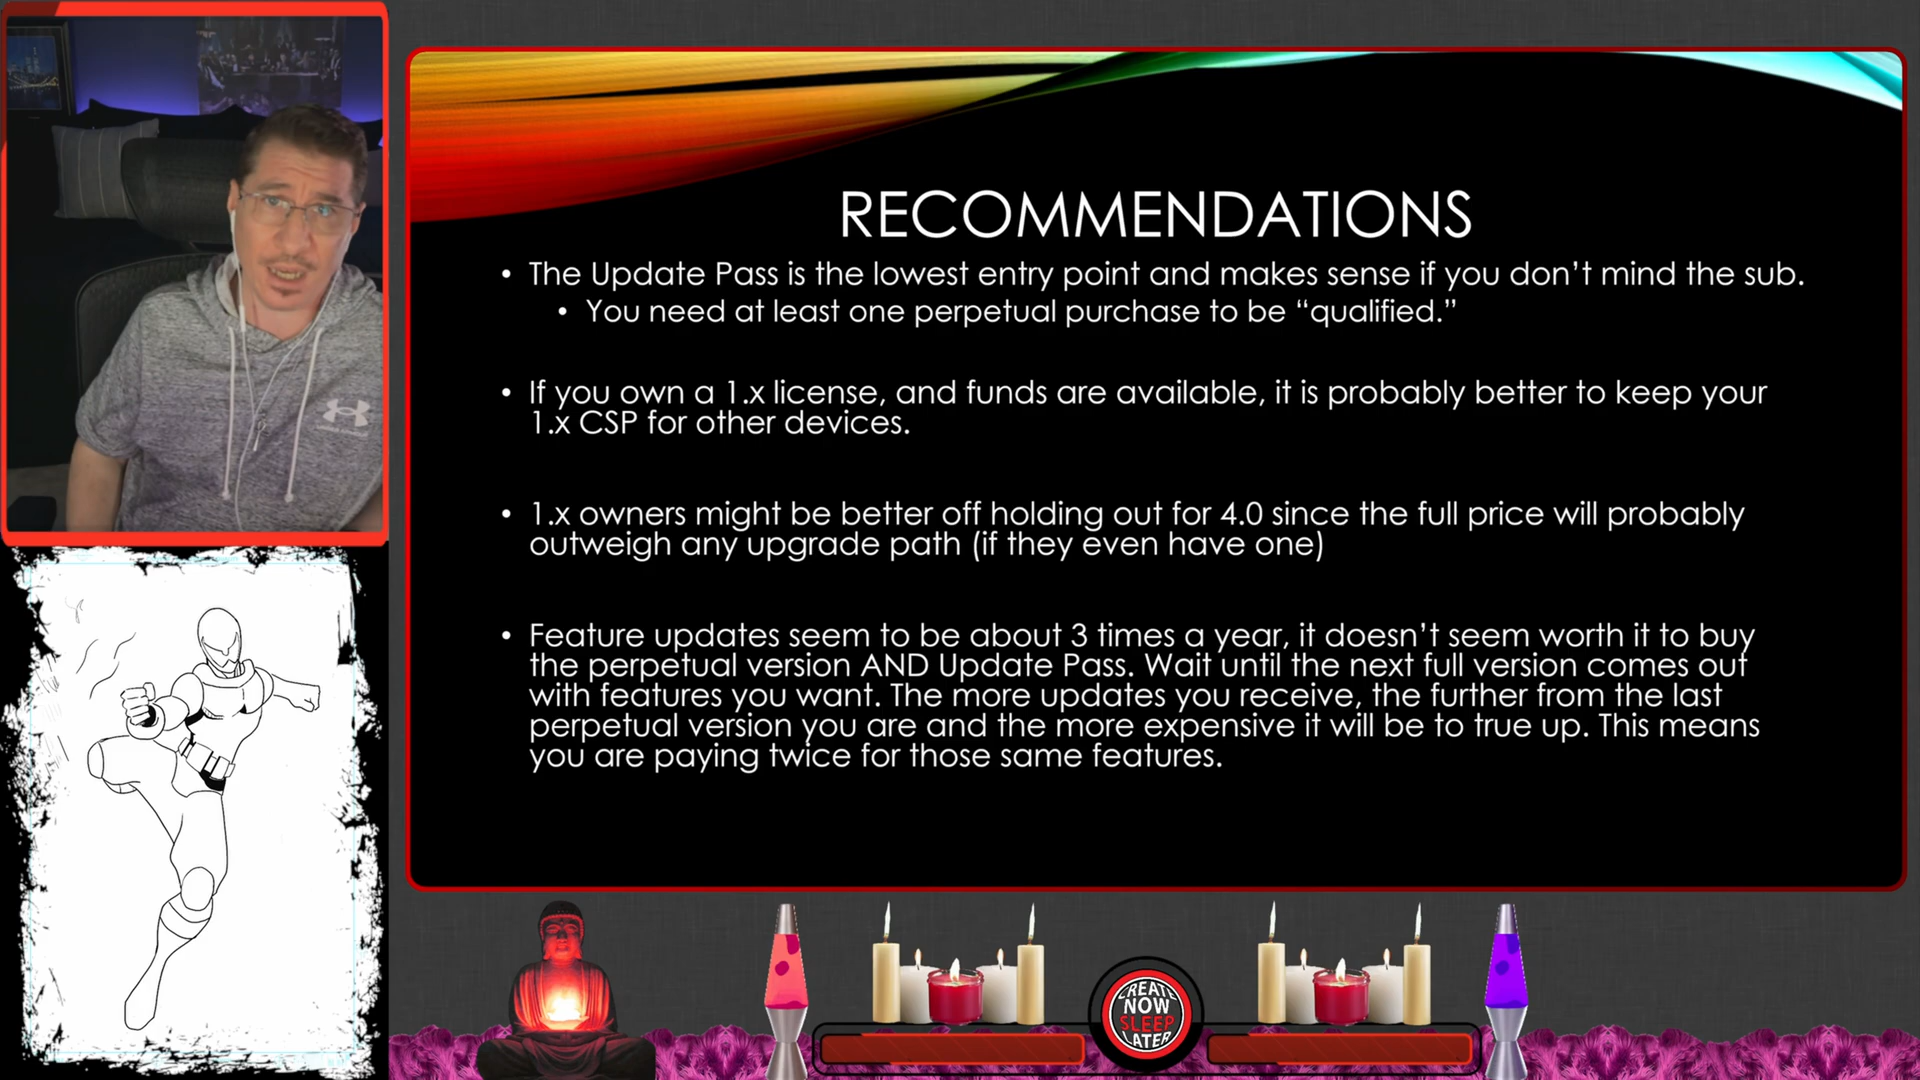 RECOMMENDATIONS
• The Update Pass is the lowest entry point and makes sense if you don’t mind the sub.
• You need at least one perpetual purchase to be “qualified.”
• If you own a 1.x license, and funds are available, it is probably better to keep your
1.x CSP for other devices.
• 1.x owners might be better off holding out for 4.0 since the full price will probably
outweigh any upgrade path (if they even have one)
• Feature updates seem to be about 3 times a year, it doesn’t seem worth it to buy
the perpetual version AND Update Pass. Wait until the next full version comes out
with features you want. The more updates you receive, the further from the last
perpetual version you are and the more expensive it will be to true up. This means
you are paying twice for those same features.
CREATE
NOW
SLEEP
LATER